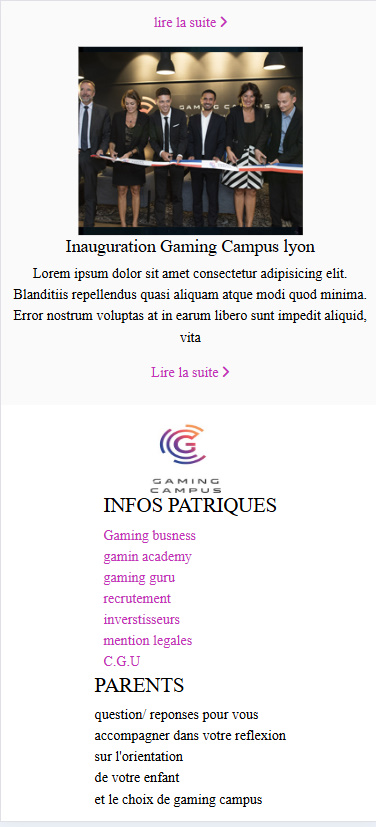 lire la suite
GAMING CAMPUS
Inauguration Gaming Campus lyon
Lorem ipsum dolor sit amet consectetur adipisicing elit.
Blanditiis repellendus quasi aliquam atque modi quod minima.
Error nostrum voluptas at in earum libero sunt impedit aliquid,
vita
Lire la suite
GAMING
CAMPUS
INFOS PATRIQUES
Gaming busness
gamin academy
gaming guru
recrutement
inverstisseurs
mention legales
C.G.U
PARENTS
question/ reponses pour vous
accompagner dans votre reflexion
sur l'orientation
de votre enfant
et le choix de gaming campus